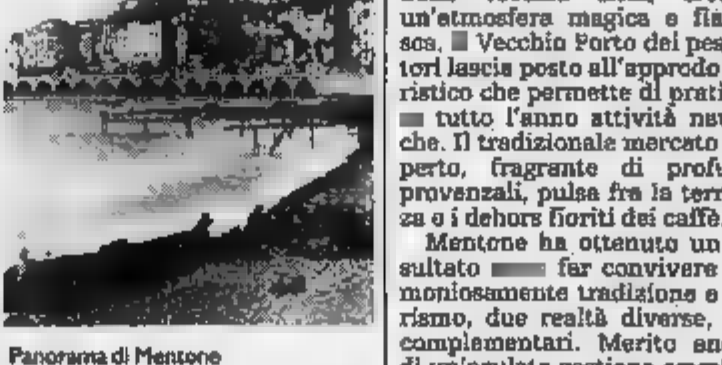 Panorama di Mentone
un'atmosfera magica e fin
sca. Vecchio Porto dei pes
tori lascia posto all'approdo
ristico che permette di prati
tutto l'anno attività nau
che. Il tradizionale mercato
perto, fragrante di profu
provenzali, pulsa fra la terr
za e i dehors fioriti dei caffè.
Mentone ha ottenuto un
sultato far convivere
moniosamente tradizione e
rismo, due realtà diverse,
complementari. Merito an